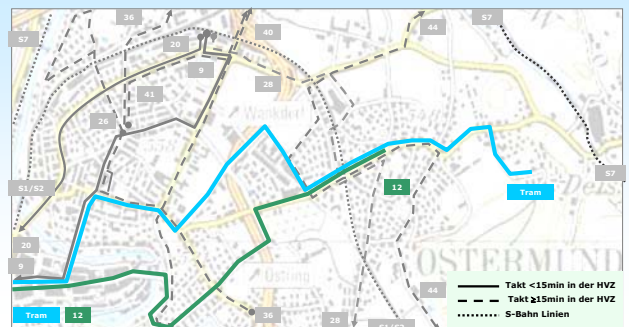 36
40
S7
44
S7
20
9
28
41
Wankdorf
26
S1/S2
12
S7
Tram
20
OSTERMUND
9
Takt <15min in der HVZ
Takt ≥15min in der HVZ
44
S-Bahn Linien
Tram
12
36
28
S1/S2